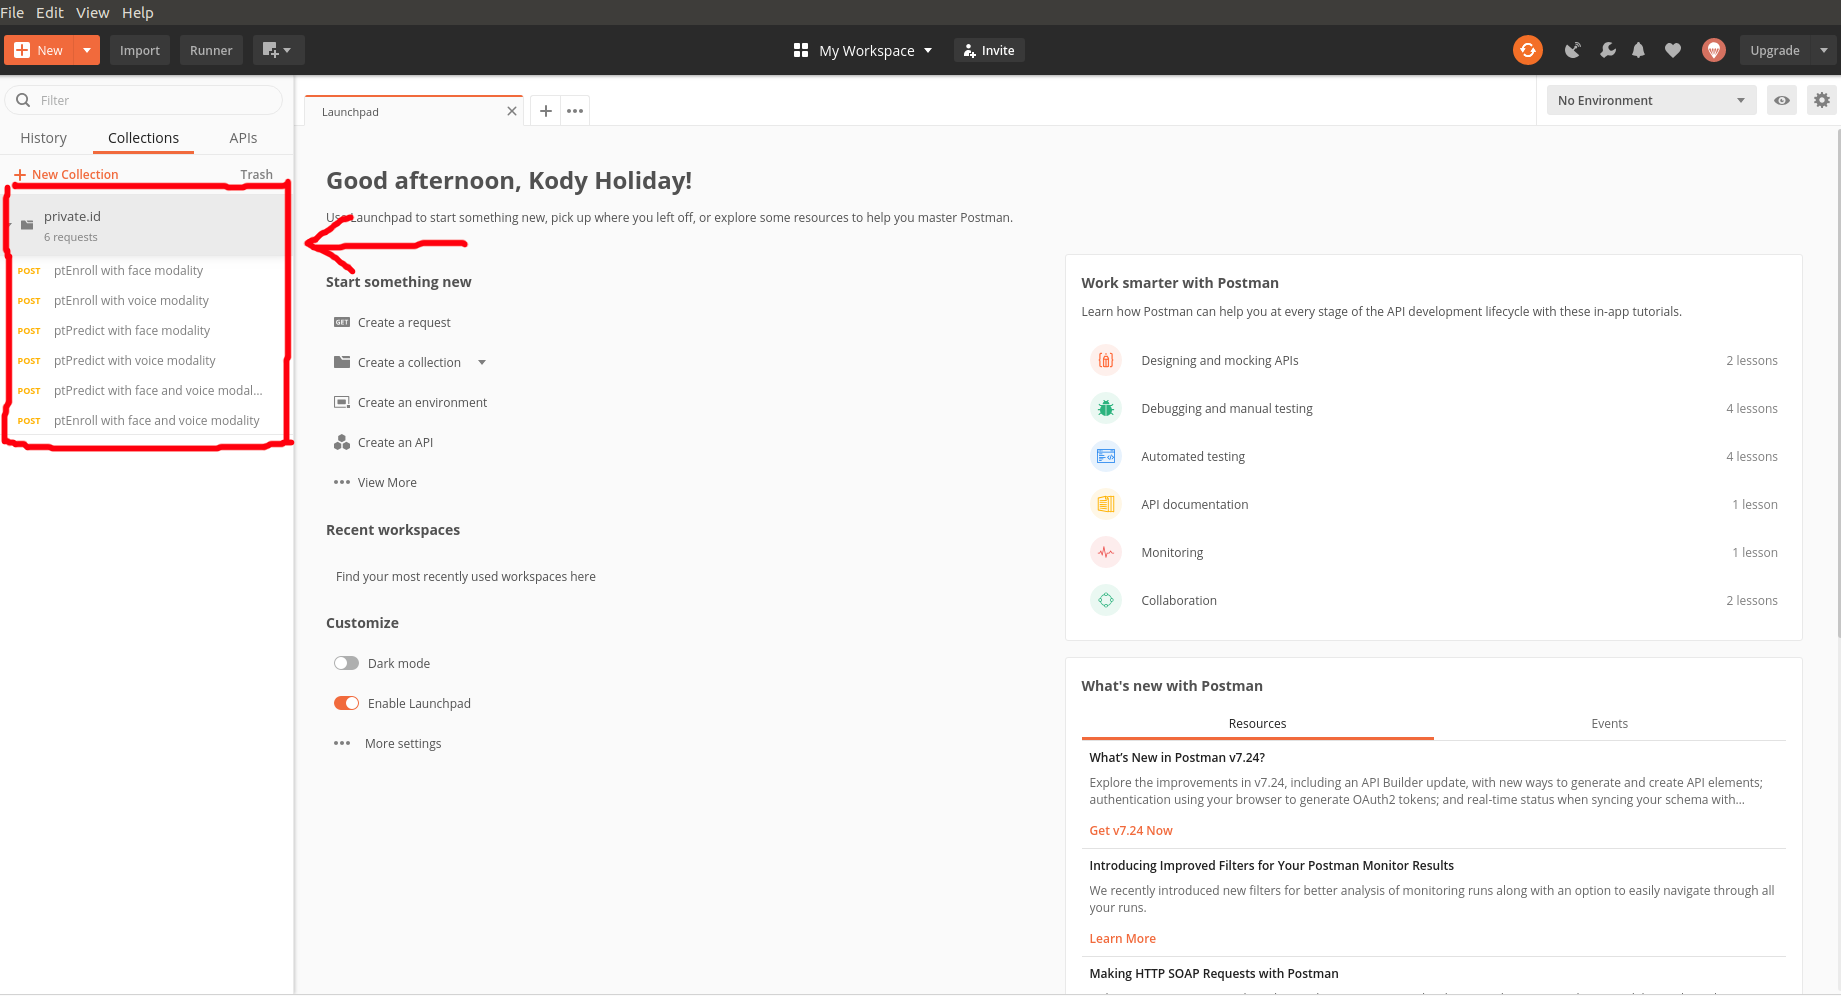 File Edit View Help
New Import Runner My Workspace Invite Upgrade
Filter
History Collections APIs
New Collection Trash
private.id
6 requests
POST ptEnroll with face modality
POST ptEnroll with voice modality
POST ptPredict with face modality
POST ptPredict with voice modality
POST ptPredict with face and voice modal...
POST ptEnroll with face and voice modality
Launchpad
No Environment
Good afternoon, Kody Holiday!
Use Launchpad to start something new, pick up where you left off, or explore some resources to help you master Postman.
Start something new
GET Create a request
Create a collection
Create an environment
Create an API
View More
Recent workspaces
Find your most recently used workspaces here
Customize
Dark mode
Enable Launchpad
More settings
Work smarter with Postman
Learn how Postman can help you at every stage of the API development lifecycle with these in-app tutorials.
Designing and mocking APIs 2 lessons
Debugging and manual testing 4 lessons
Automated testing 4 lessons
API documentation 1 lesson
Monitoring 1 lesson
Collaboration 2 lessons
What's new with Postman
Resources Events
What's New in Postman v7.24?
Explore the improvements in v7.24, including an API Builder update, with new ways to generate and create API elements;
authentication using your browser to generate OAuth2 tokens; and real-time status when syncing your schema with...
Get v7.24 Now
Introducing Improved Filters for Your Postman Monitor Results
We recently introduced new filters for better analysis of monitoring runs along with an option to easily navigate through all
your runs.
Learn More
Making HTTP SOAP Requests with Postman